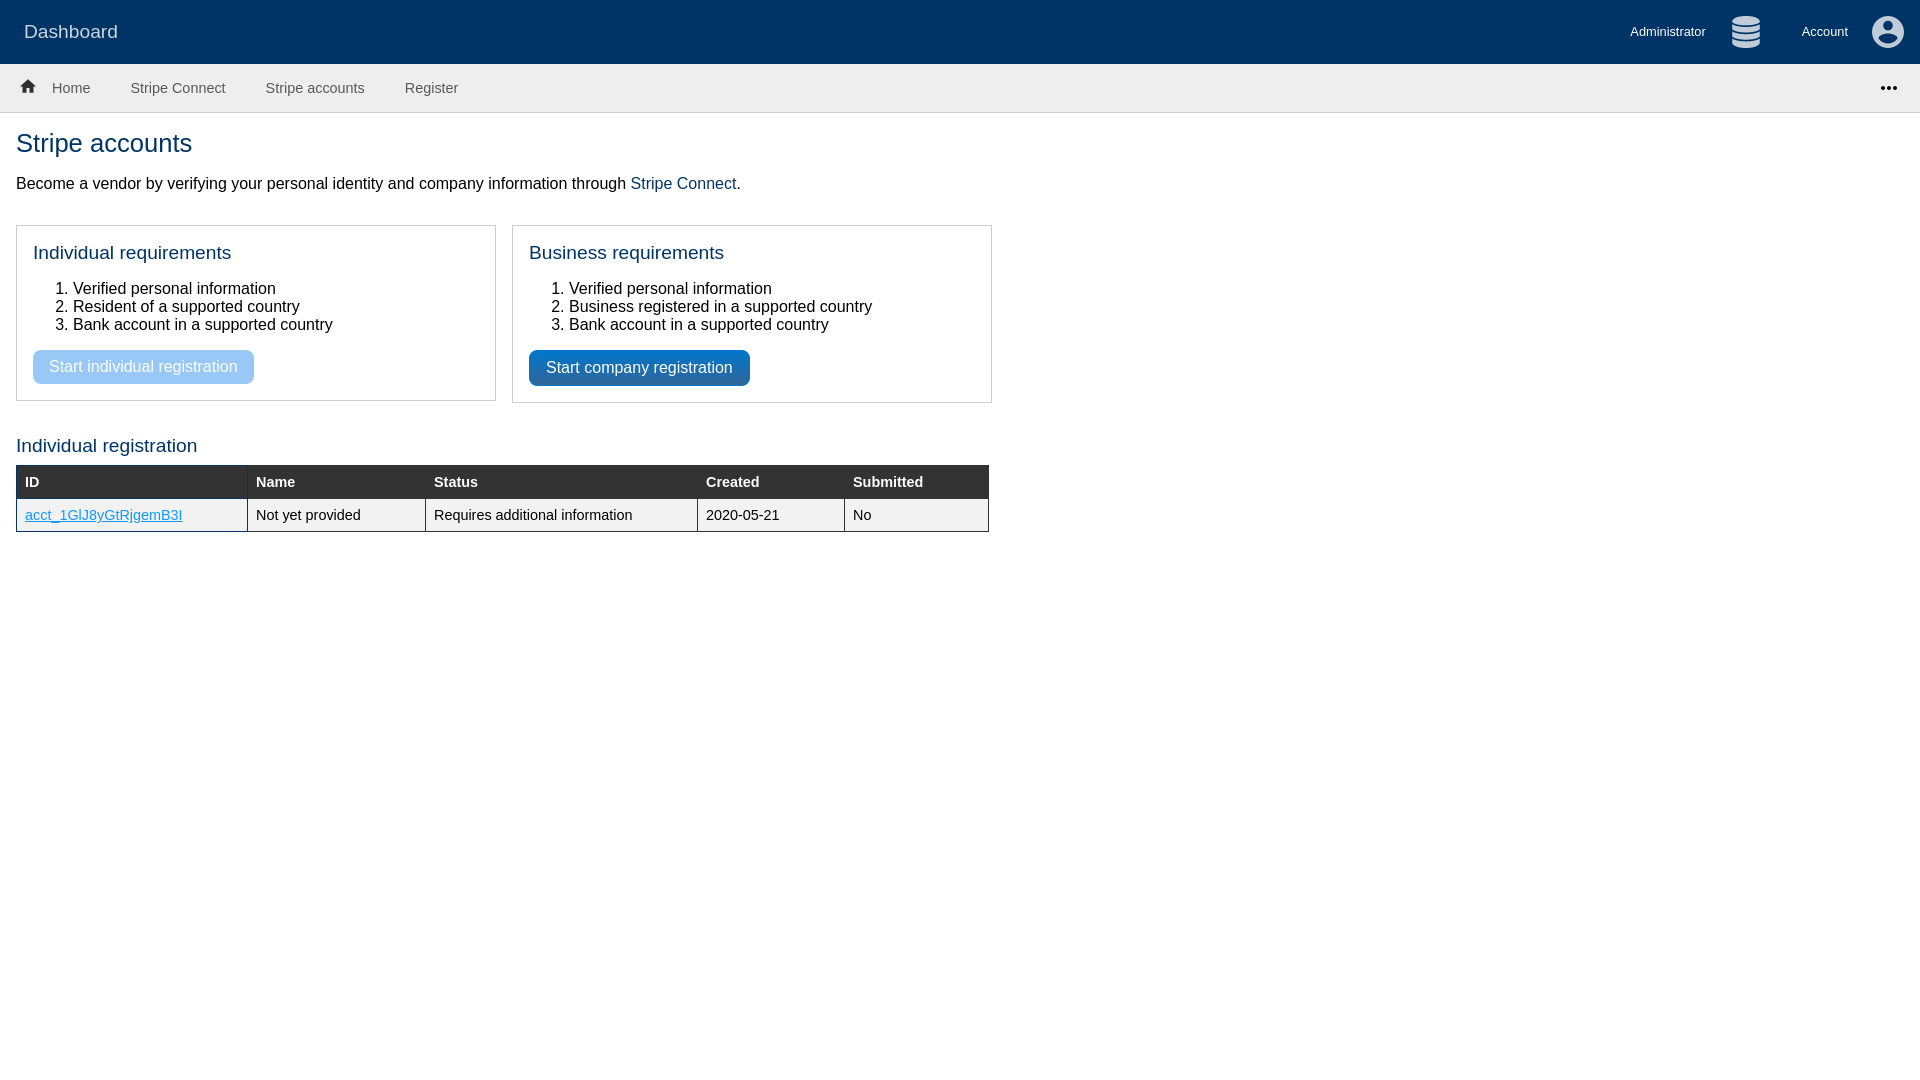 Dashboard
Administrator
Account
Home
Stripe Connect
Stripe accounts
Register
Stripe accounts
Become a vendor by verifying your personal identity and company information through Stripe Connect.
Individual requirements
1. Verified personal information
2. Resident of a supported country
3. Bank account in a supported country
Start individual registration
Business requirements
1. Verified personal information
2. Business registered in a supported country
3. Bank account in a supported country
Start company registration
Individual registration
ID Name Status Created Submitted
acct_1GlJ8yGtRjgemB3I Not yet provided Requires additional information 2020-05-21 No